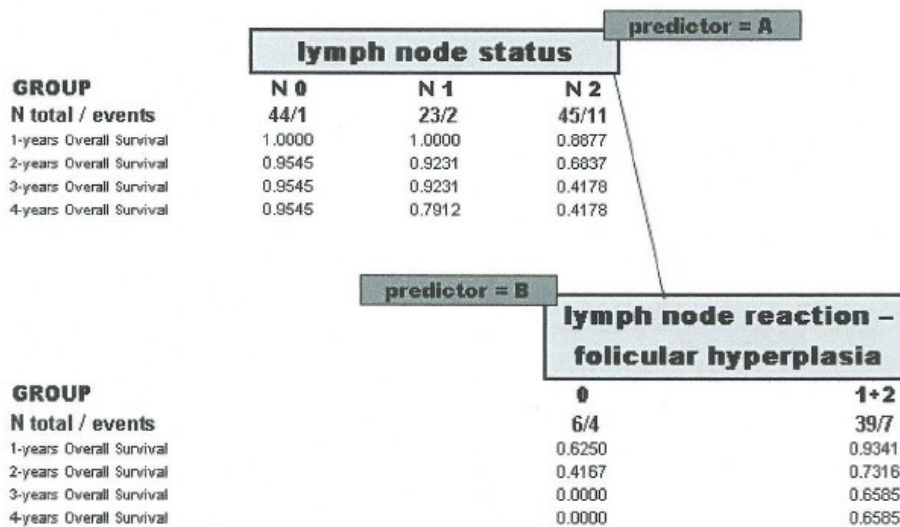 predictor = A
lymph node status
GROUP N 0 N 1 N 2
N total / events 44/1 23/2 45/11
1-years Overall Survival 1.0000 1.0000 0.8877
2-years Overall Survival 0.9545 0.9231 0.6837
3-years Overall Survival 0.9545 0.9231 0.4178
4-years Overall Survival 0.9545 0.7912 0.4178
predictor = B
lymph node reaction –
folicular hyperplasia
GROUP 0 1+2
N total / events 6/4 39/7
1-years Overall Survival 0.6250 0.9341
2-years Overall Survival 0.4167 0.7316
3-years Overall Survival 0.0000 0.6585
4-years Overall Survival 0.0000 0.6585